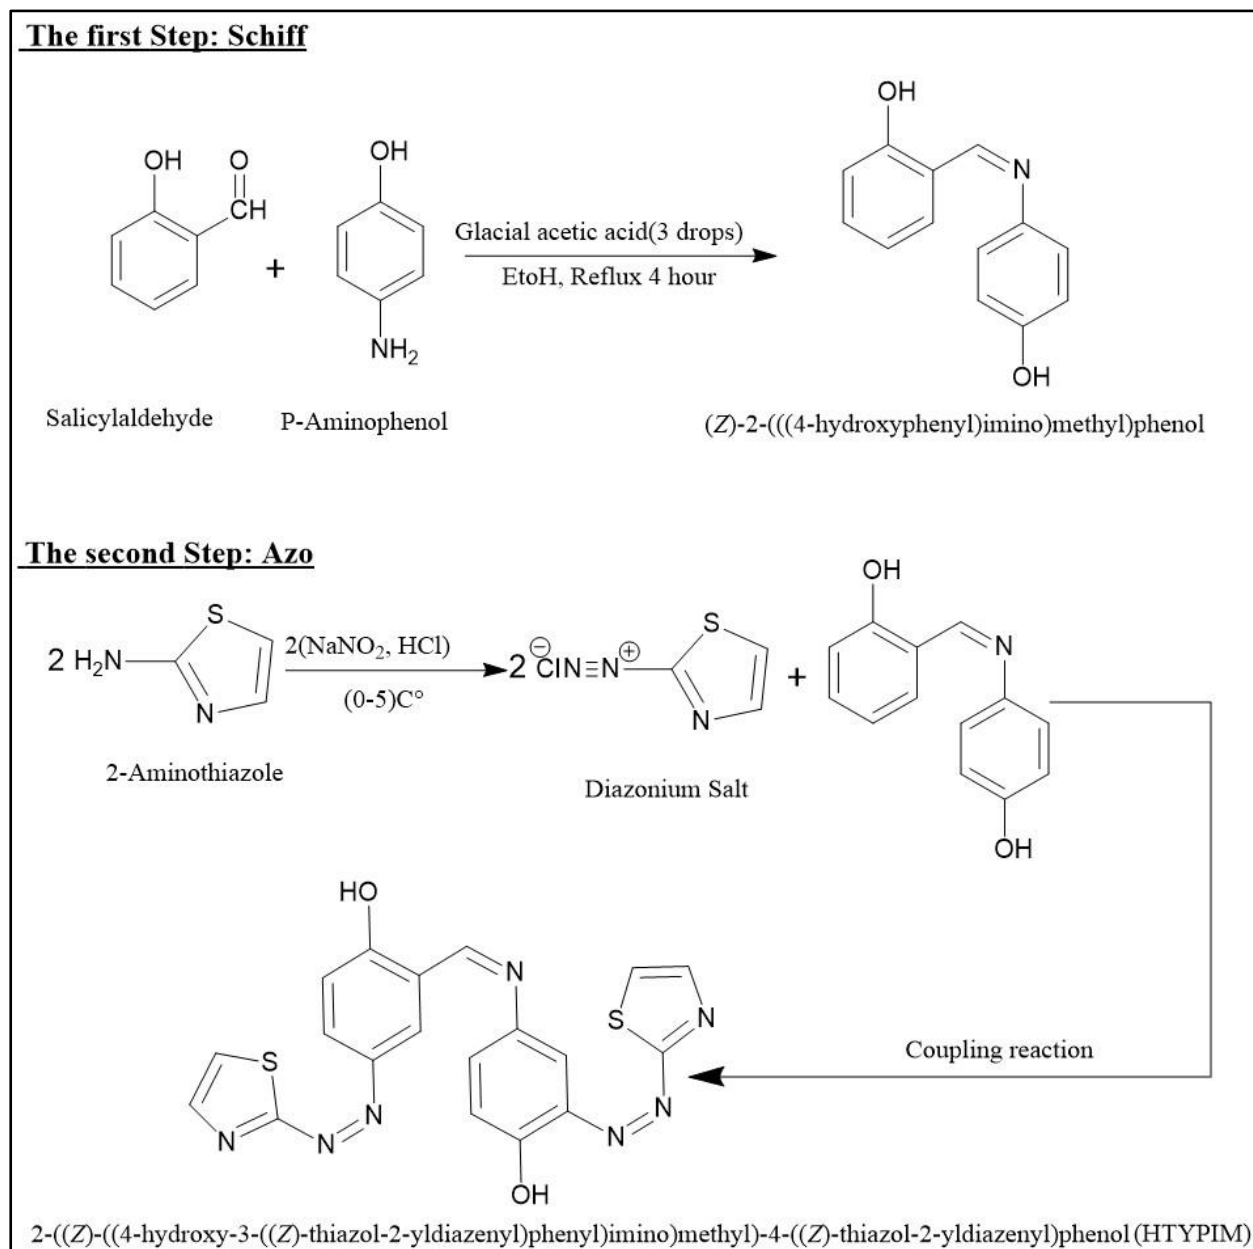 The first Step: Schiff
OH
O
CH
+
OH
NH2
Glacial acetic acid(3 drops)
EtoH, Reflux 4 hour
OH
N
OH
Salicylaldehyde
P-Aminophenol
(Z)-2-(((4-hydroxyphenyl)imino)methyl)phenol
The second Step: Azo
2 H2N
S
N
2(NaNO2, HCl)
(0-5)C°
2 ⊖ClN≡N⊕
S
N
+
OH
N
OH
2-Aminothiazole
Diazonium Salt
HO
N
S
N
S
N
N
N
N
N
OH
Coupling reaction
2-((Z)-((4-hydroxy-3-((Z)-thiazol-2-yldiazenyl)phenyl)imino)methyl)-4-((Z)-thiazol-2-yldiazenyl)phenol(HTYPIM)